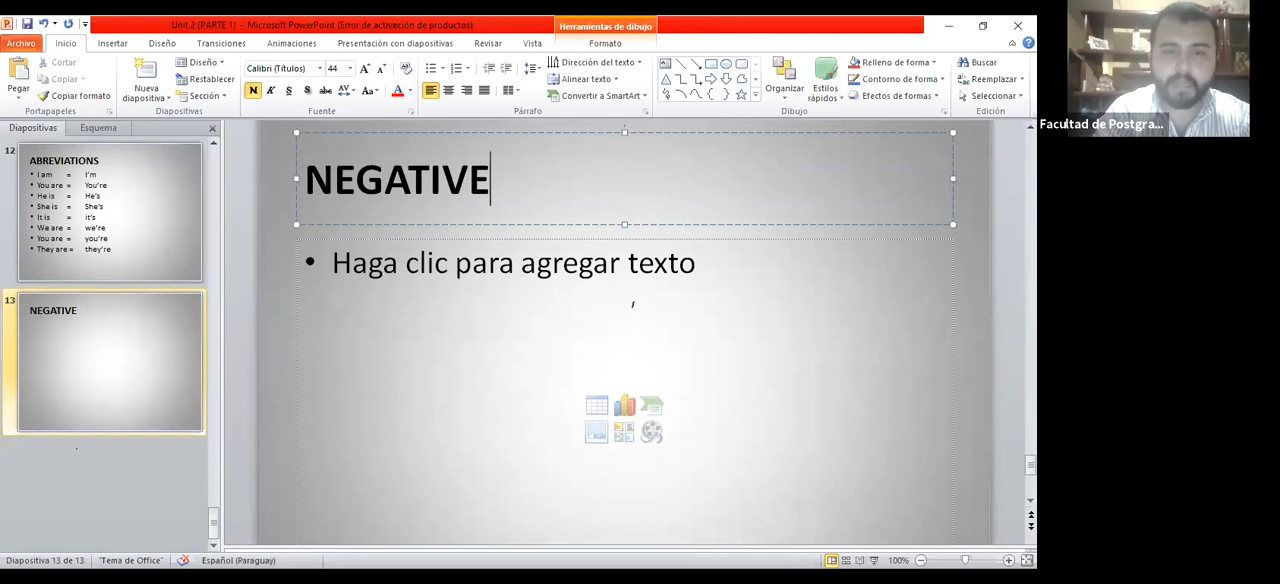 Unit 2 (PARTE 1) - Microsoft PowerPoint (Error de activación de productos)
Herramientas de dibujo
Archivo Inicio Insertar Diseño Transiciones Animaciones Presentación con diapositivas Revisar Vista Formato
Pegar
Cortar
Copiar
Copiar formato
Portapapeles
Nueva diapositiva
Diseño
Restablecer
Sección
Diapositivas
Calibri (Títulos) 44
N K S S abc AV Aa A
Fuente
Dirección del texto
Alinear texto
Convertir a SmartArt
Párrafo
Organizar
Estilos rápidos
Relleno de forma
Contorno de forma
Efectos de formas
Dibujo
Buscar
Reemplazar
Seleccionar
Edición
Facultad de Postgra...
Diapositivas Esquema
12
ABREVIATIONS
• I am = I'm
• You are = You're
• He is = He's
• She is = She's
• It is = it's
• We are = we're
• You are = you're
• They are = they're
13
NEGATIVE
NEGATIVE
• Haga clic para agregar texto
Diapositiva 13 de 13 "Tema de Office" Español (Paraguay) 100%